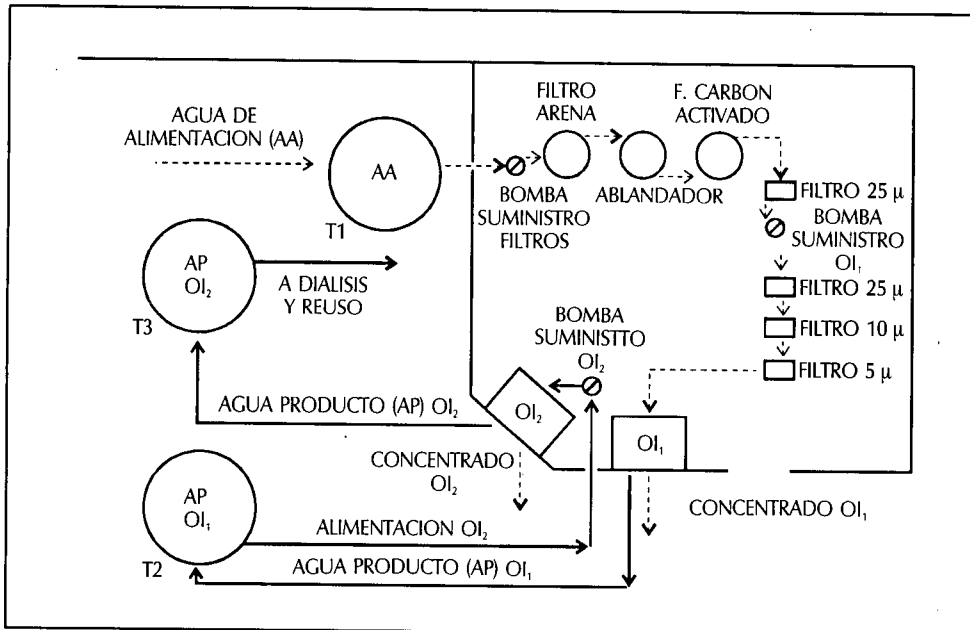 AGUA DE
ALIMENTACION (AA)
AA
T1
FILTRO
ARENA
F. CARBON
ACTIVADO
BOMBA
SUMINISTRO
FILTROS
ABLANDADOR
FILTRO 25 μ
BOMBA
SUMINISTRO
OI₁
FILTRO 25 μ
FILTRO 10 μ
FILTRO 5 μ
AP
OI₂
T3
A DIALISIS
Y REUSO
BOMBA
SUMINISTTO
OI₂
OI₂
OI₁
AGUA PRODUCTO (AP) OI₂
CONCENTRADO
OI₂
CONCENTRADO OI₁
AP
OI₁
T2
ALIMENTACION OI₂
AGUA PRODUCTO (AP) OI₁